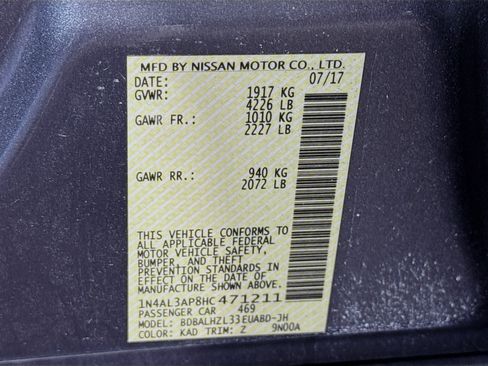 MFD BY NISSAN MOTOR CO., LTD.
DATE: 07/17
GVWR: 1917 KG
4226 LB
GAWR FR.: 1010 KG
2227 LB
GAWR RR.: 940 KG
2072 LB
THIS VEHICLE CONFORMS TO
ALL APPLICABLE FEDERAL
MOTOR VEHICLE SAFETY,
BUMPER, AND THEFT
PREVENTION STANDARDS IN
EFFECT ON THE DATE OF
MANUFACTURE SHOWN ABOVE.
1N4AL3AP8HC471211
PASSENGER CAR 469
MODEL: BDBALHZL33EUABD-JH
COLOR: KAD TRIM: Z 9N00A